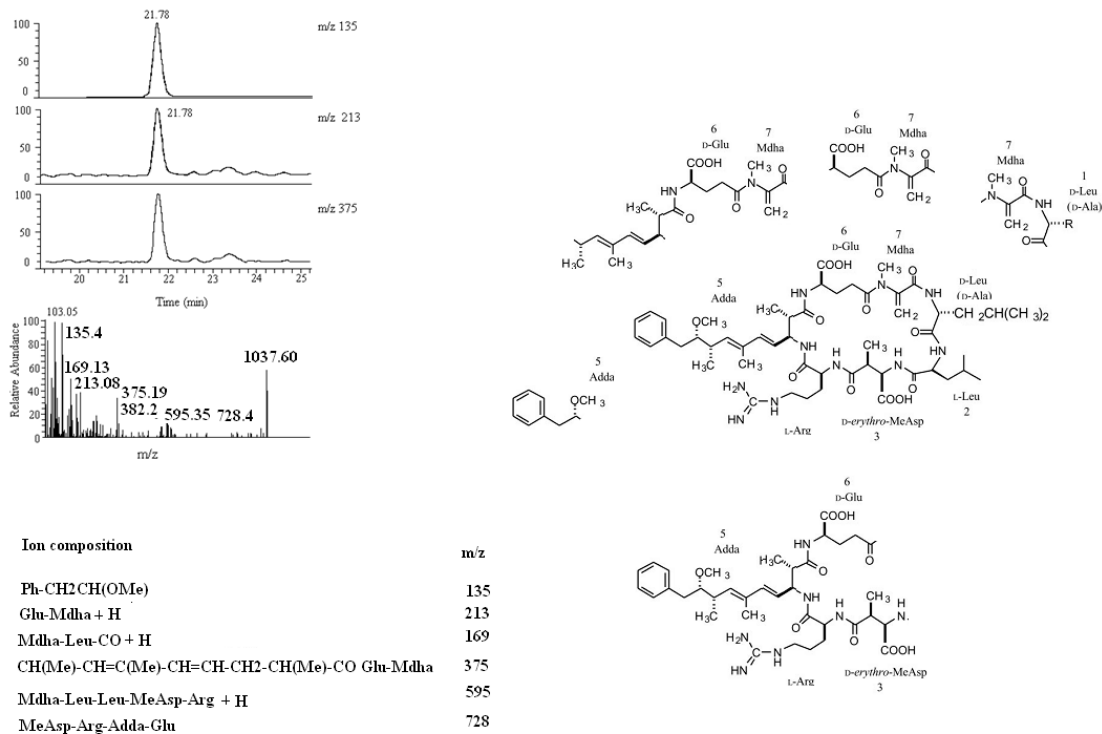 21.78
m/z 135
100
50
0
21.78
m/z 213
100
50
0
m/z 375
100
50
0
20 21 22 23 24 25
Time (min)
103.05
100
80
60
40
20
0
Relative Abundance
135.4
169.13
213.08
375.19
382.2
595.35
728.4
1037.60
m/z
6
D-Glu
7
Mdha
COOH
CH3
N
O
HN
O
CH2
H3C
O
H3C
CH3
6
D-Glu
7
Mdha
COOH
CH3
N
O
O
CH2
7
Mdha
CH3
N
O
HN
CH2
O
R
1
D-Leu
(D-Ala)
6
D-Glu
7
Mdha
COOH
CH3
O
HN
N
HN
D-Leu
(D-Ala)
5
Adda
O
CH2
H3C
O
CH2CH(CH3)2
OCH3
O
NH
HN
H3C
CH3
O
H
N
CH3
O
H
N
O
H2N
NH
HN
COOH
L-Leu
2
L-Arg
D-erythro-MeAsp
3
5
Adda
OCH3
6
D-Glu
COOH
HN
O
5
Adda
H3C
O
OCH3
NH
H3C
CH3
O
H
N
O
CH3
H
N
H2N
NH
HN
COOH
L-Arg
D-erythro-MeAsp
3
Ion composition m/z
Ph-CH2CH(OMe) 135
Glu-Mdha + H 213
Mdha-Leu-CO + H 169
CH(Me)-CH=C(Me)-CH=CH-CH2-CH(Me)-CO Glu-Mdha 375
Mdha-Leu-Leu-MeAsp-Arg + H 595
MeAsp-Arg-Adda-Glu 728